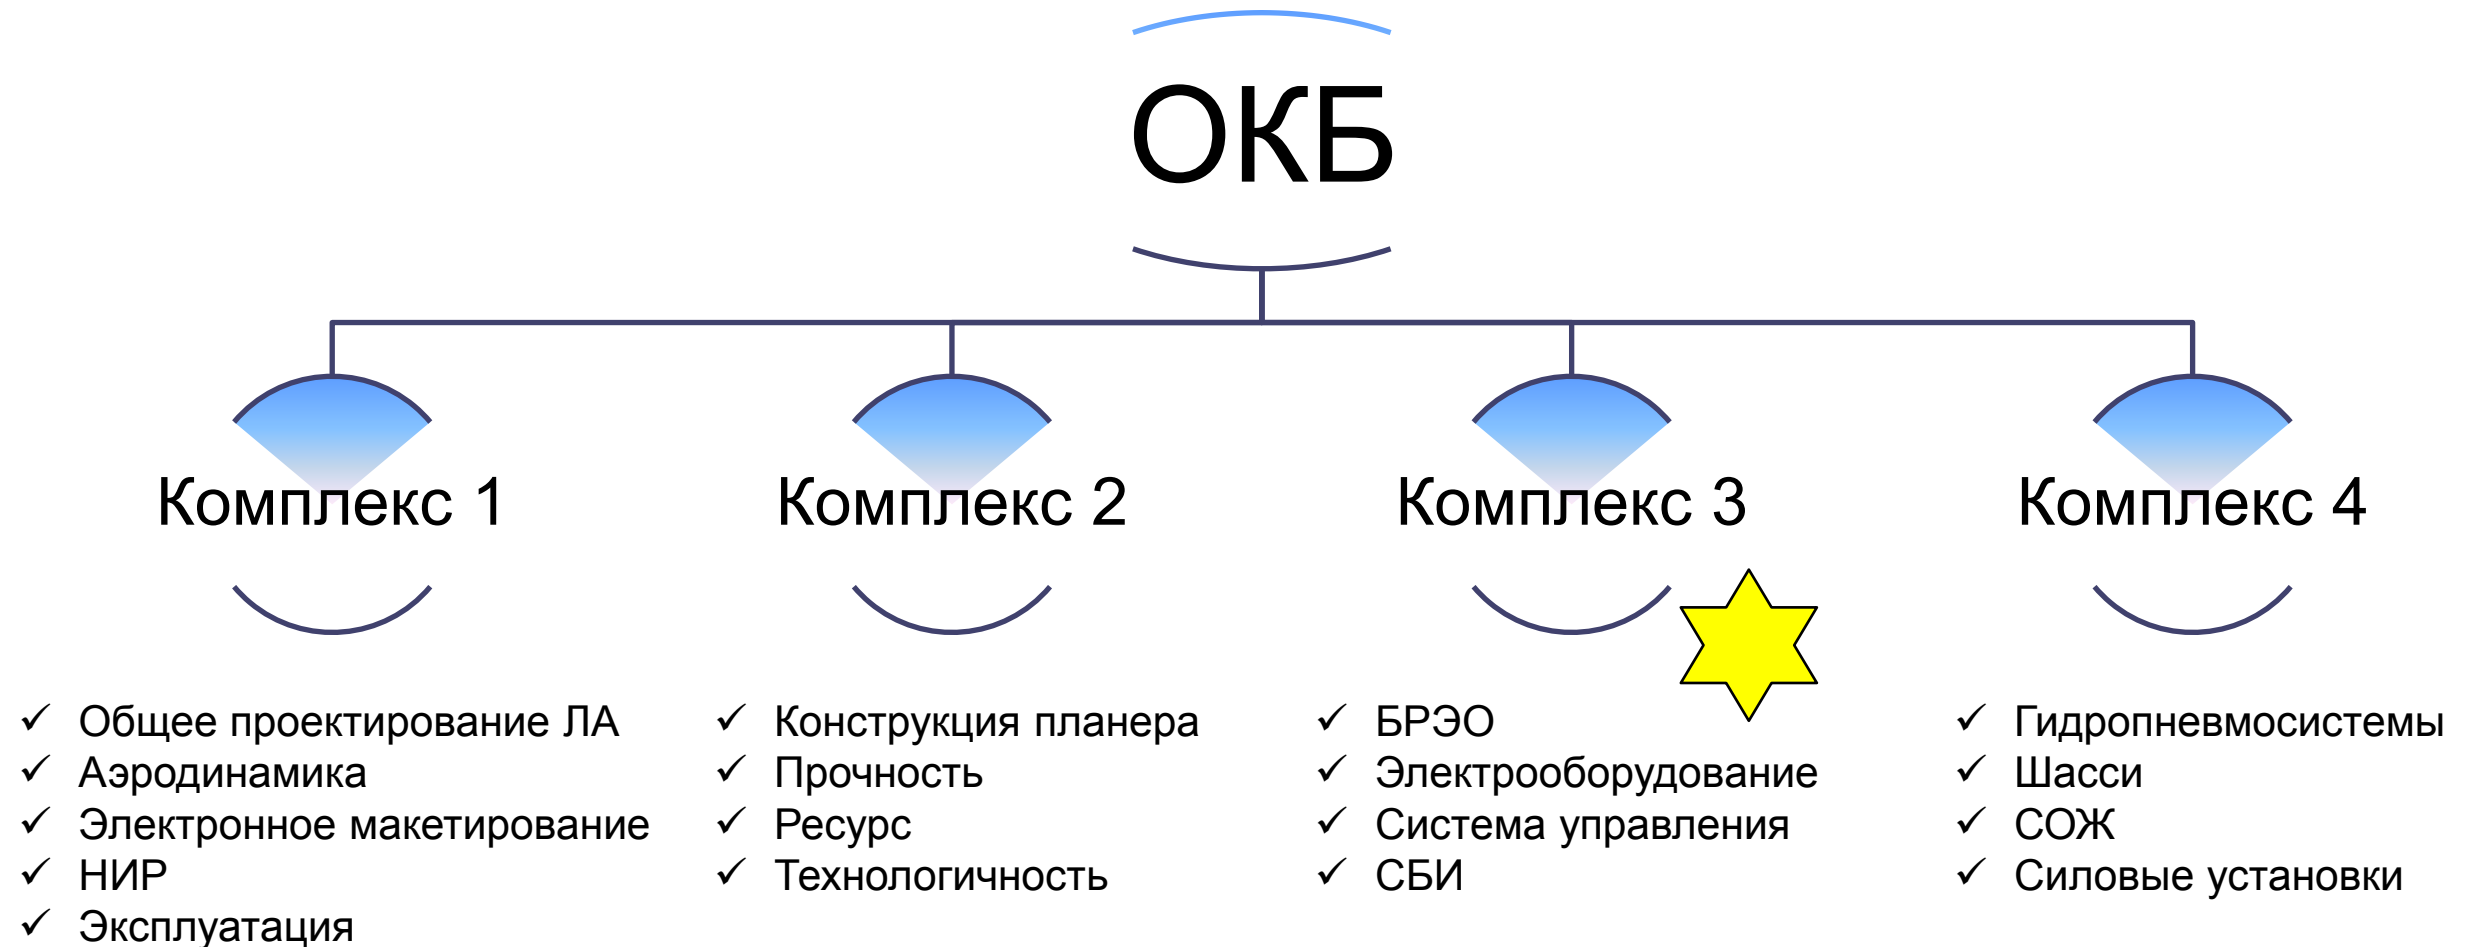 ОКБ
Комплекс 1
Комплекс 2
Комплекс 3
Комплекс 4
Общее проектирование ЛА
Аэродинамика
Электронное макетирование
НИР
Эксплуатация
Конструкция планера
Прочность
Ресурс
Технологичность
БРЭО
Электрооборудование
Система управления
СБИ
Гидропневмосистемы
Шасси
СОЖ
Силовые установки